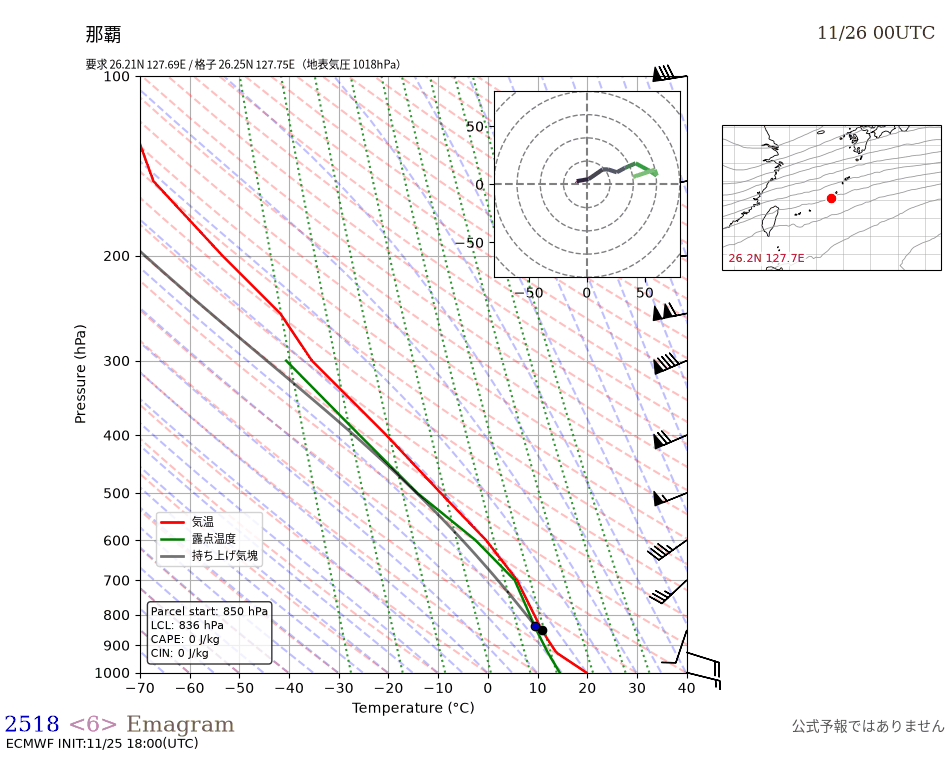 那覇
11/26 00UTC
要求 26.21N 127.69E / 格子 26.25N 127.75E（地表気圧 1018hPa）
100
200
300
400
500
600
700
800
900
1000
Pressure (hPa)
−70 −60 −50 −40 −30 −20 −10 0 10 20 30 40
Temperature (°C)
50
0
−50
−50 0 50
26.2N 127.7E
気温
露点温度
持ち上げ気塊
Parcel start: 850 hPa
LCL: 836 hPa
CAPE: 0 J/kg
CIN: 0 J/kg
2518 <6> Emagram
公式予報ではありません
ECMWF INIT:11/25 18:00(UTC)